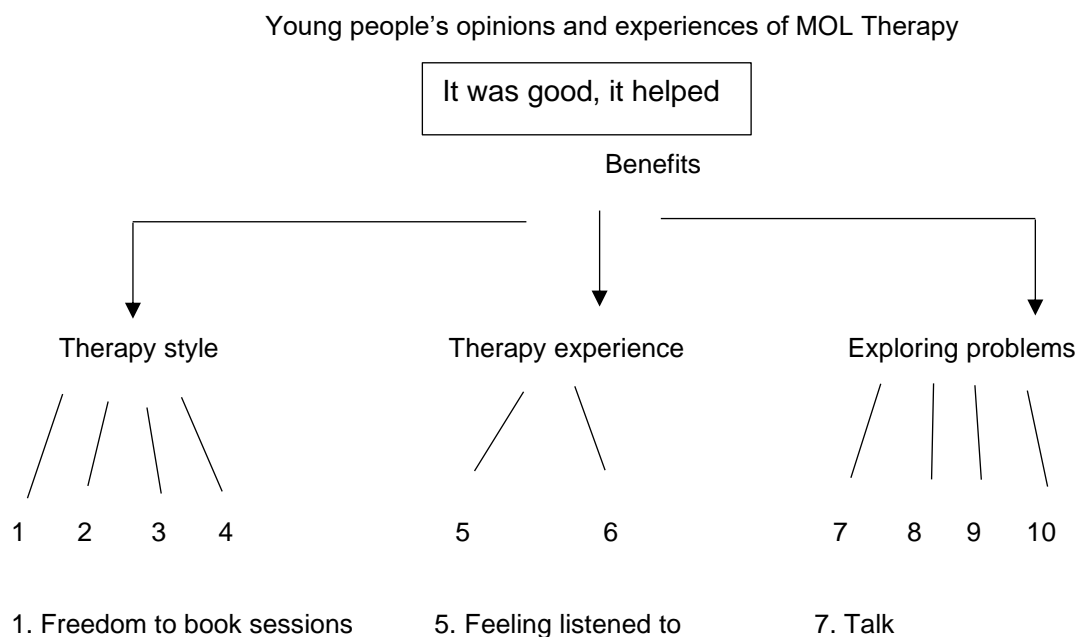 Young people’s opinions and experiences of MOL Therapy
It was good, it helped
Benefits
Therapy style Therapy experience Exploring problems
1 2 3 4 5 6 7 8 9 10
1. Freedom to book sessions 5. Feeling listened to 7. Talk